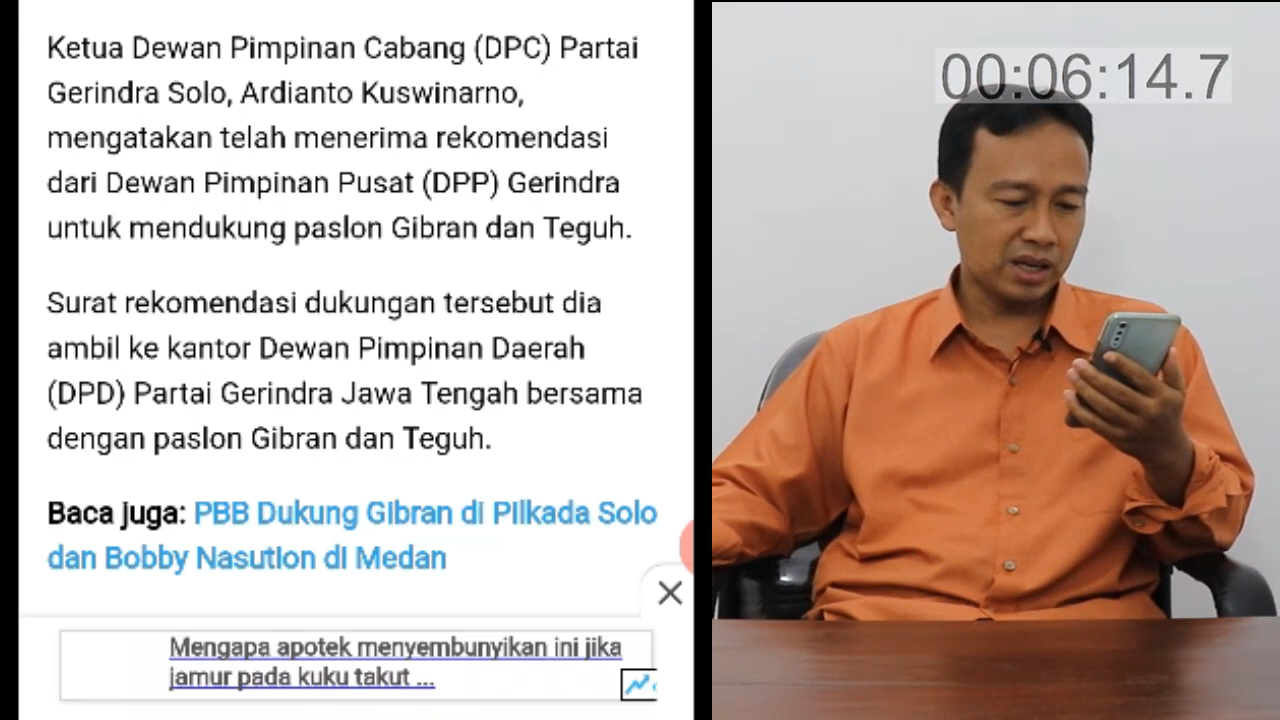 Ketua Dewan Pimpinan Cabang (DPC) Partai
Gerindra Solo, Ardianto Kuswinarno,
mengatakan telah menerima rekomendasi
dari Dewan Pimpinan Pusat (DPP) Gerindra
untuk mendukung paslon Gibran dan Teguh.
Surat rekomendasi dukungan tersebut dia
ambil ke kantor Dewan Pimpinan Daerah
(DPD) Partai Gerindra Jawa Tengah bersama
dengan paslon Gibran dan Teguh.
Baca juga: PBB Dukung Gibran di Pilkada Solo
dan Bobby Nasution di Medan
Mengapa apotek menyembunyikan ini jika
jamur pada kuku takut ...
00:06:14.7